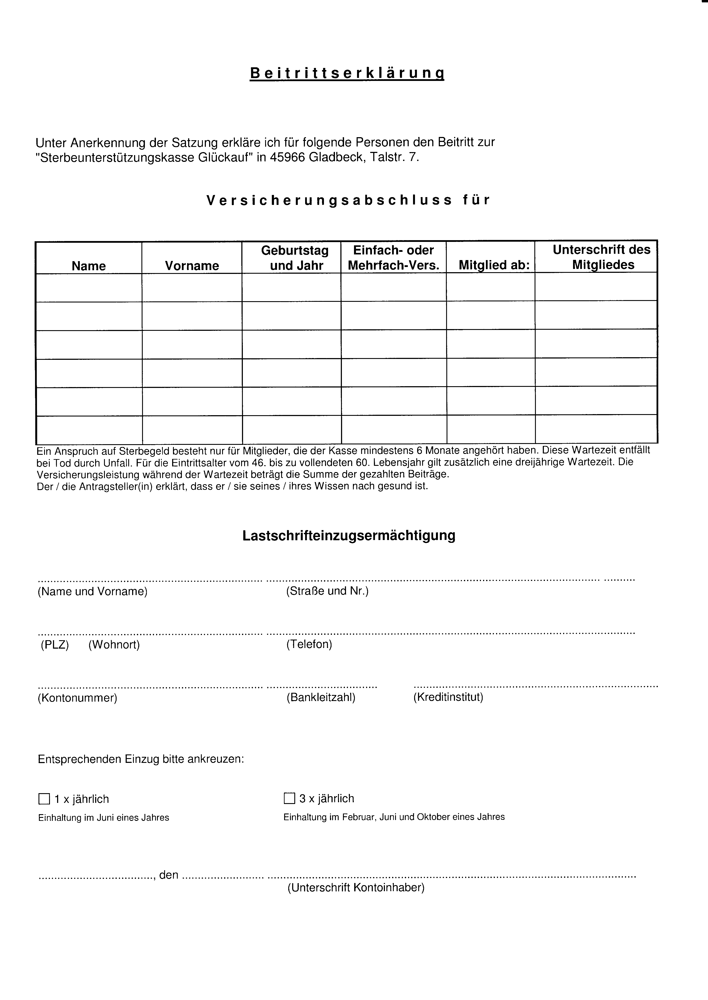 Beitrittserklärung
Unter Anerkennung der Satzung erkläre ich für folgende Personen den Beitritt zur
"Sterbeunterstützungskasse Glückauf" in 45966 Gladbeck, Talstr. 7.
Versicherungsabschluss für
Name Vorname Geburtstag und Jahr Einfach- oder Mehrfach-Vers. Mitglied ab: Unterschrift des Mitgliedes
Ein Anspruch auf Sterbegeld besteht nur für Mitglieder, die der Kasse mindestens 6 Monate angehört haben. Diese Wartezeit entfällt
bei Tod durch Unfall. Für die Eintrittsalter vom 46. bis zu vollendeten 60. Lebensjahr gilt zusätzlich eine dreijährige Wartezeit. Die
Versicherungsleistung während der Wartezeit beträgt die Summe der gezahlten Beiträge.
Der / die Antragsteller(in) erklärt, dass er / sie seines / ihres Wissen nach gesund ist.
Lastschrifteinzugsermächtigung
(Name und Vorname) (Straße und Nr.)
(PLZ) (Wohnort) (Telefon)
(Kontonummer) (Bankleitzahl) (Kreditinstitut)
Entsprechenden Einzug bitte ankreuzen:
1 x jährlich 3 x jährlich
Einhaltung im Juni eines Jahres Einhaltung im Februar, Juni und Oktober eines Jahres
, den
(Unterschrift Kontoinhaber)